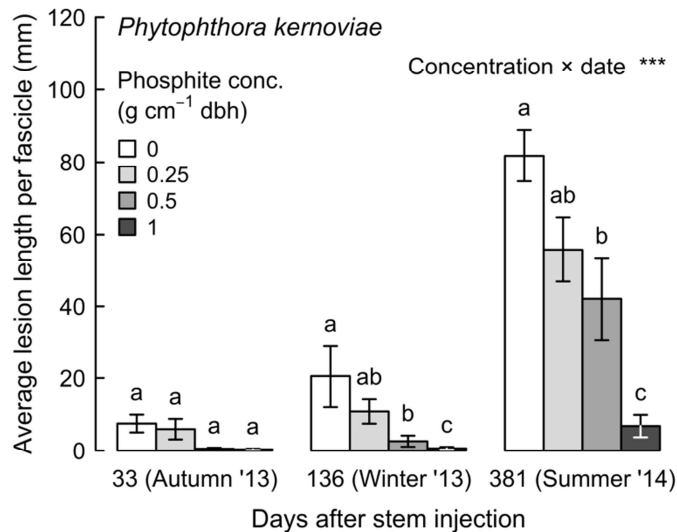 Phytophthora kernoviae
Concentration × date ***
Phosphite conc.
(g cm⁻¹ dbh)
0
0.25
0.5
1
Average lesion length per fascicle (mm)
120
100
80
60
40
20
0
a
a
a
a
a
ab
b
c
a
ab
b
c
33 (Autumn '13)
136 (Winter '13)
381 (Summer '14)
Days after stem injection